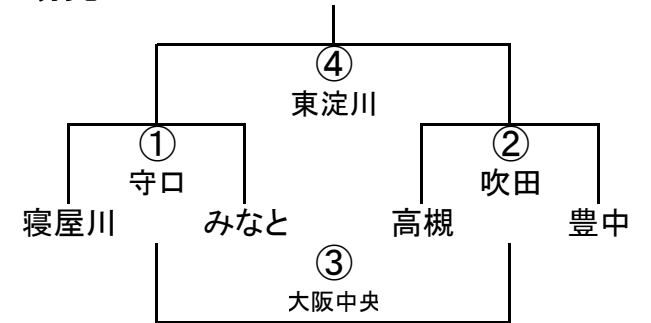 ④
東淀川
① ②
守口 吹田
寝屋川 みなと 高槻 豊中
③
大阪中央